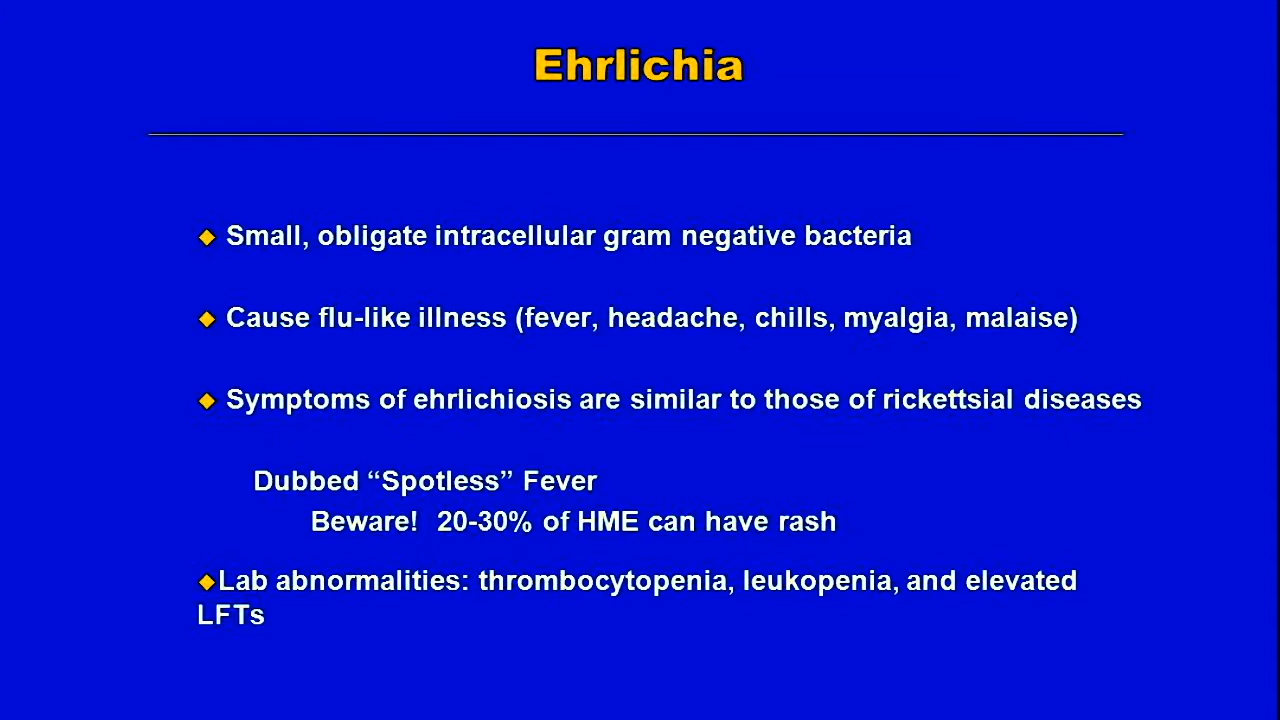 Ehrlichia
◆ Small, obligate intracellular gram negative bacteria
◆ Cause flu-like illness (fever, headache, chills, myalgia, malaise)
◆ Symptoms of ehrlichiosis are similar to those of rickettsial diseases
Dubbed “Spotless” Fever
Beware!  20-30% of HME can have rash
◆Lab abnormalities: thrombocytopenia, leukopenia, and elevated
LFTs